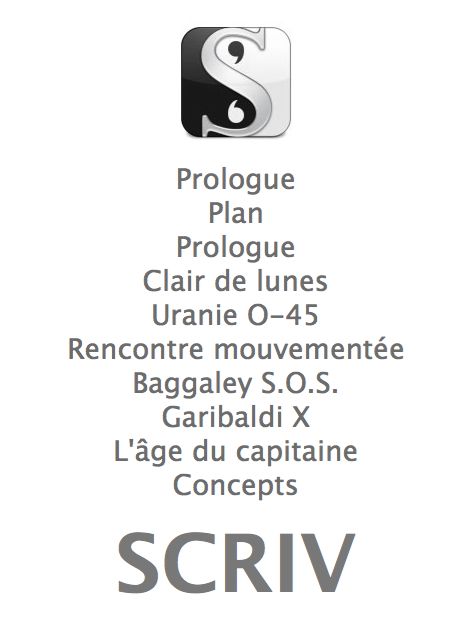 Prologue
Plan
Prologue
Clair de lunes
Uranie O-45
Rencontre mouvementée
Baggaley S.O.S.
Garibaldi X
L'âge du capitaine
Concepts
SCRIV